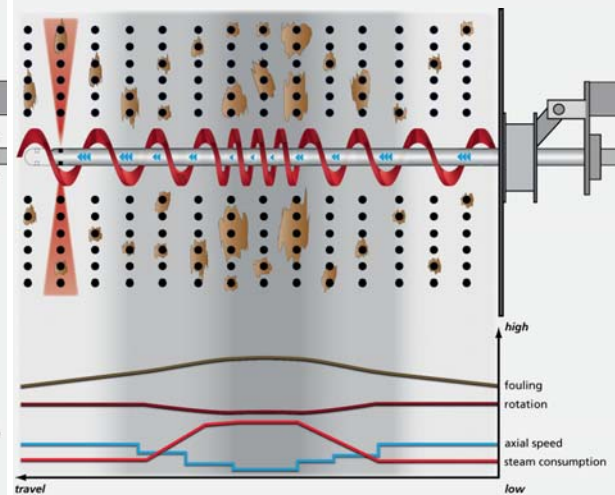 high
fouling
rotation
axial speed
steam consumption
travel
low